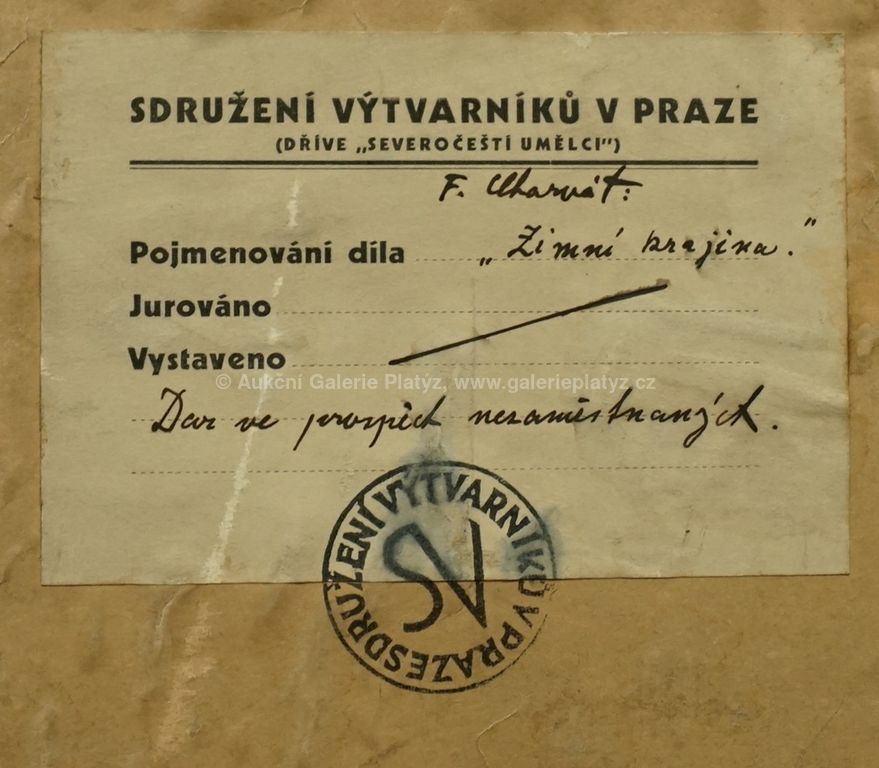 SDRUŽENÍ VÝTVARNÍKŮ V PRAZE
(DŘÍVE „SEVEROČEŠTÍ UMĚLCI")
F. Charvát:
Pojmenování díla „Zimní krajina."
Jurováno
Vystaveno
© Aukční Galerie Platýz, www.galerieplatyz.cz
Dar ve prospěch nezaměstnaných.
SDRUŽENÍ VÝTVARNÍKŮ V PRAZE
SV